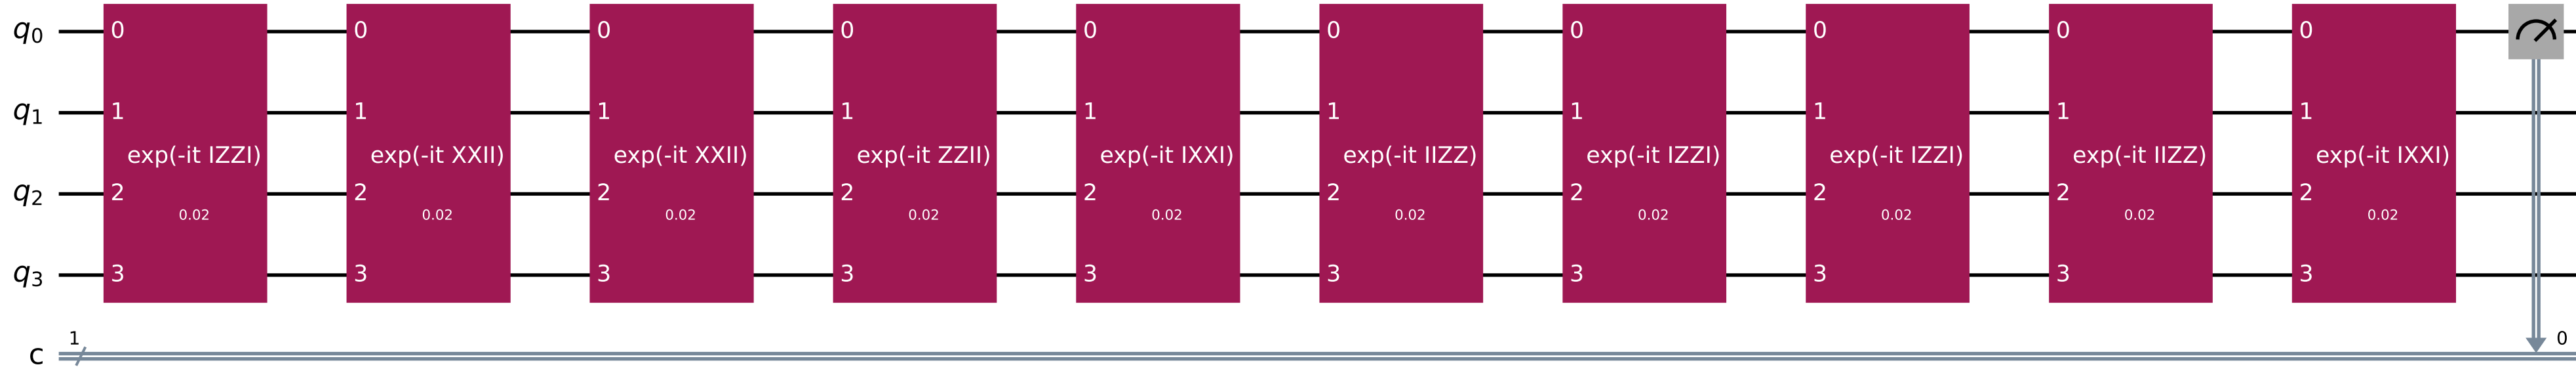 q0 0 0 0 0 0 0 0 0 0 0
q1 1 1 1 1 1 1 1 1 1 1
exp(-it IZZI) exp(-it XXII) exp(-it XXII) exp(-it ZZII) exp(-it IXXI) exp(-it IIZZ) exp(-it IZZI) exp(-it IZZI) exp(-it IIZZ) exp(-it IXXI)
q2 2 2 2 2 2 2 2 2 2 2
0.02 0.02 0.02 0.02 0.02 0.02 0.02 0.02 0.02 0.02
q3 3 3 3 3 3 3 3 3 3 3
1 0
c